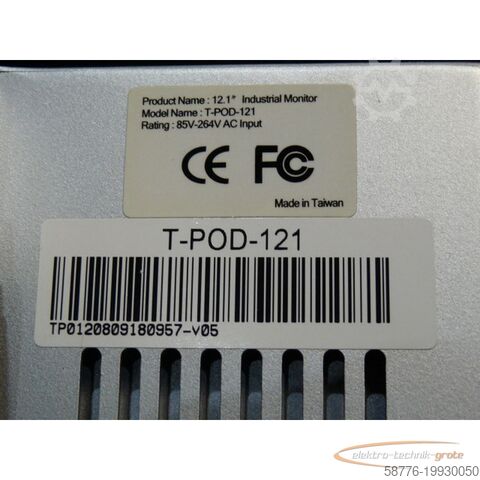 Product Name : 12.1" Industrial Monitor
Model Name : T-POD-121
Rating : 85V-264V AC Input
CE FC
Made in Taiwan
T-POD-121
TP0120809180957-V05
elektro-technik-grote
58776-19930050